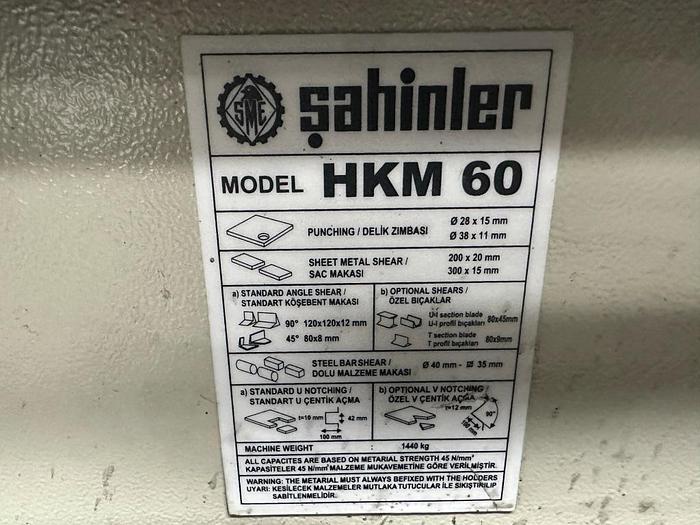 SME şahinler
MODEL HKM 60
PUNCHING / DELİK ZIMBASI Ø 28 x 15 mm
Ø 38 x 11 mm
SHEET METAL SHEAR / 200 x 20 mm
SAC MAKASI 300 x 15 mm
a) STANDARD ANGLE SHEAR /
STANDART KÖŞEBENT MAKASI
90° 120x120x12 mm
45° 80x8 mm
b) OPTIONAL SHEARS /
ÖZEL BIÇAKLAR
U-I section blade 80x45mm
U-I profil bıçakları
T section blade 80x9mm
T profil bıçakları
STEEL BAR SHEAR / Ø 40 mm - 35 mm
DOLU MALZEME MAKASI
a) STANDARD U NOTCHING /
STANDART U ÇENTİK AÇMA
t=10 mm 42 mm
100 mm
b) OPTIONAL V NOTCHING /
ÖZEL V ÇENTİK AÇMA
t=12 mm 90°
100 mm
MACHINE WEIGHT : 1440 kg
ALL CAPACITES ARE BASED ON METARIAL STRENGTH 45 N/mm²
KAPASİTELER 45 N/mm² MALZEME MUKAVEMETİNE GÖRE VERİLMİŞTİR.
WARNING: THE METARIAL MUST ALWAYS BEFIXED WITH THE HOLDERS
UYARI: KESİLECEK MALZEMELER MUTLAKA TUTUCULAR İLE SIKIŞTIRILIP
SABİTLENMELİDİR.